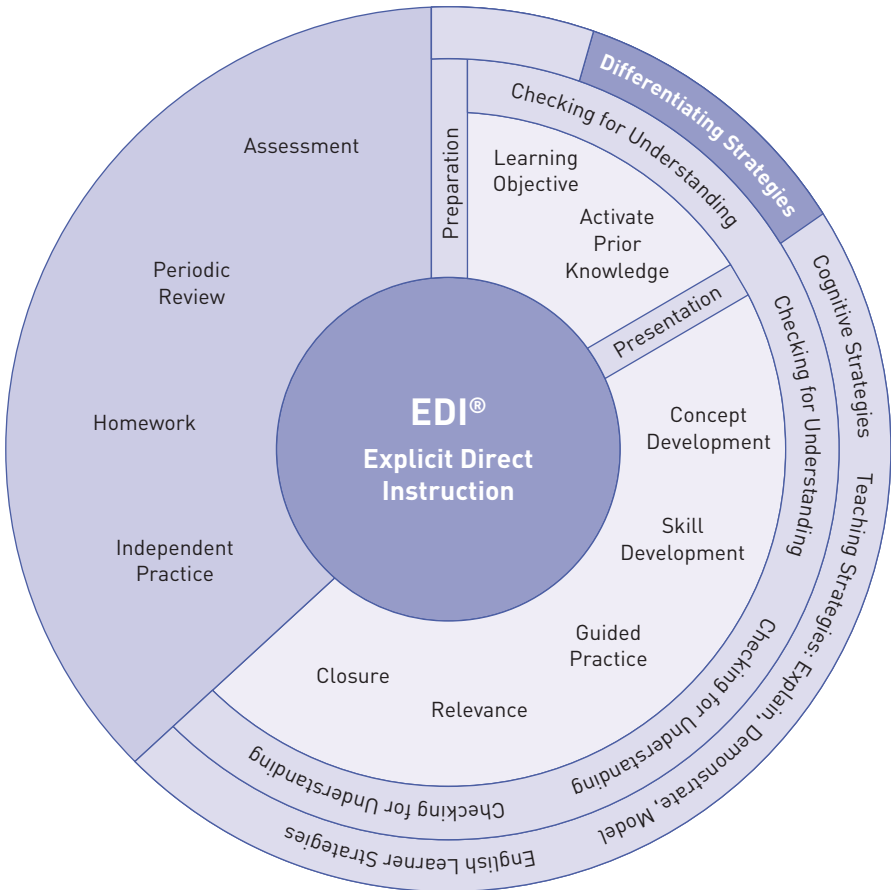 EDI®
Explicit Direct
Instruction
Preparation
Learning
Objective
Activate
Prior
Knowledge
Presentation
Concept
Development
Skill
Development
Guided
Practice
Relevance
Closure
Independent
Practice
Homework
Periodic
Review
Assessment
Checking for Understanding
Checking for Understanding
Checking for Understanding
Checking for Understanding
Differentiating Strategies
Cognitive Strategies
Teaching Strategies: Explain, Demonstrate, Model
English Learner Strategies